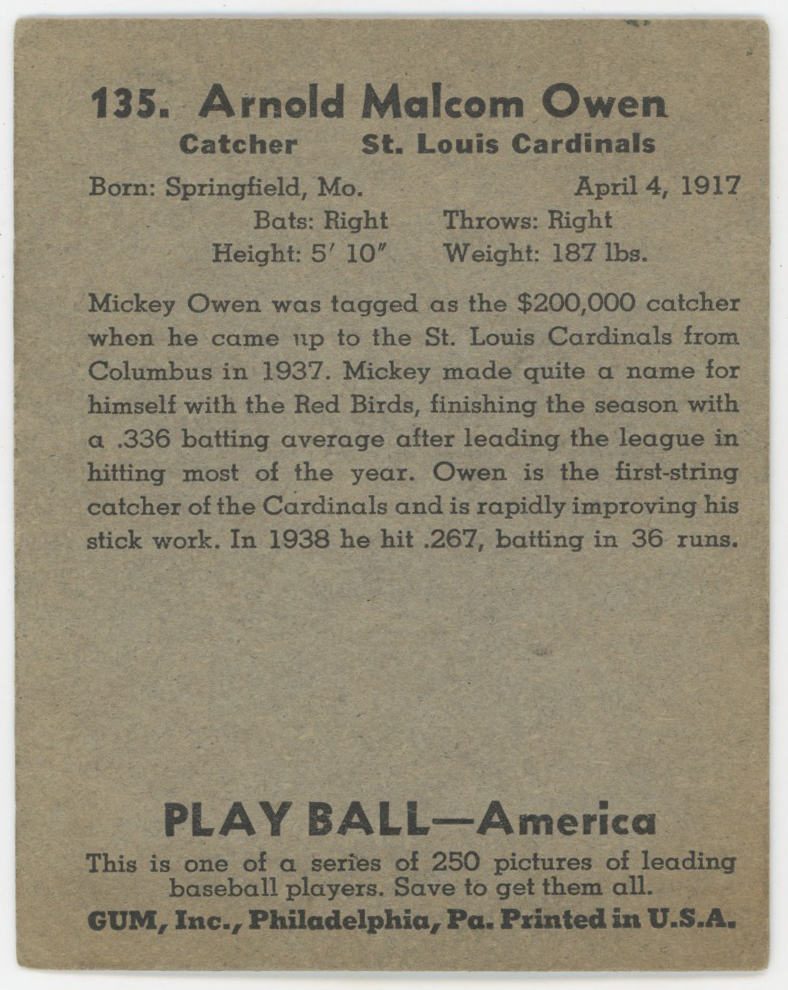 135. Arnold Malcom Owen
Catcher St. Louis Cardinals
Born: Springfield, Mo. April 4, 1917
Bats: Right Throws: Right
Height: 5′ 10″ Weight: 187 lbs.
Mickey Owen was tagged as the $200,000 catcher
when he came up to the St. Louis Cardinals from
Columbus in 1937. Mickey made quite a name for
himself with the Red Birds, finishing the season with
a .336 batting average after leading the league in
hitting most of the year. Owen is the first-string
catcher of the Cardinals and is rapidly improving his
stick work. In 1938 he hit .267, batting in 36 runs.
PLAY BALL—America
This is one of a series of 250 pictures of leading
baseball players. Save to get them all.
GUM, Inc., Philadelphia, Pa. Printed in U.S.A.